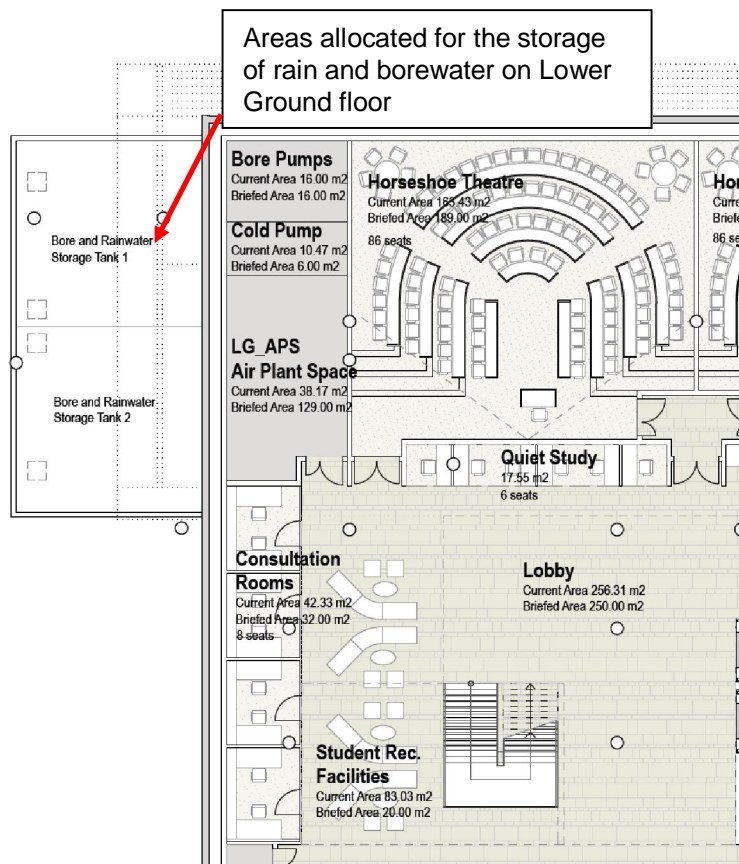 Areas allocated for the storage
of rain and borewater on Lower
Ground floor
Bore Pumps
Current Area 16.00 m2
Briefed Area 16.00 m2
Horseshoe Theatre
Current Area 165.43 m2
Briefed Area 189.00 m2
86 seats
Hor
Curre
Briefe
86 se
Cold Pump
Current Area 10.47 m2
Briefed Area 6.00 m2
Bore and Rainwater
Storage Tank 1
LG_APS
Air Plant Space
Current Area 38.17 m2
Briefed Area 129.00 m2
Bore and Rainwater
Storage Tank 2
Quiet Study
17.55 m2
6 seats
Consultation
Rooms
Current Area 42.33 m2
Briefed Area 32.00 m2
8 seats
Lobby
Current Area 256.31 m2
Briefed Area 250.00 m2
Student Rec.
Facilities
Current Area 83.03 m2
Briefed Area 20.00 m2